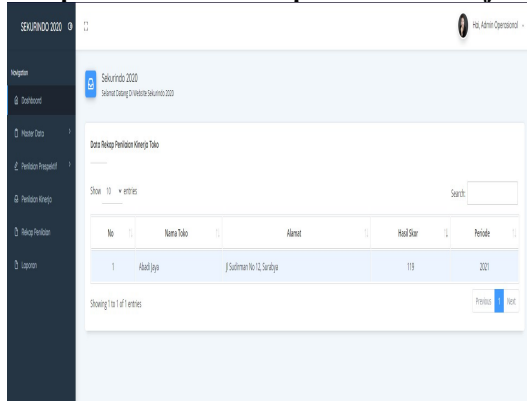 SEKURINDO 2020
Hai, Admin Operasional
Navigation
Dashboard
Master Data
Penilaian Prespektif
Penilaian Kinerja
Rekap Penilaian
Laporan
Sekurindo 2020
Selamat Datang Di Website Sekurindo 2020
Data Rekap Penilaian Kinerja Toko
Show 10 entries
Search:
No Nama Toko Alamat Hasil Skor Periode
1 Abadi Jaya Jl Sudirman No 12, Surabya 119 2021
Showing 1 to 1 of 1 entries
Previous 1 Next